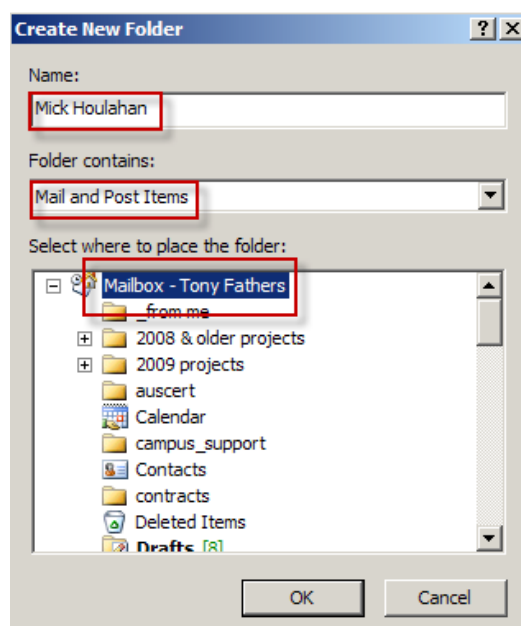 Create New Folder
Name:
Mick Houlahan
Folder contains:
Mail and Post Items
Select where to place the folder:
Mailbox - Tony Fathers
_from me
2008 & older projects
2009 projects
auscert
Calendar
campus_support
Contacts
contracts
Deleted Items
Drafts [8]
OK Cancel